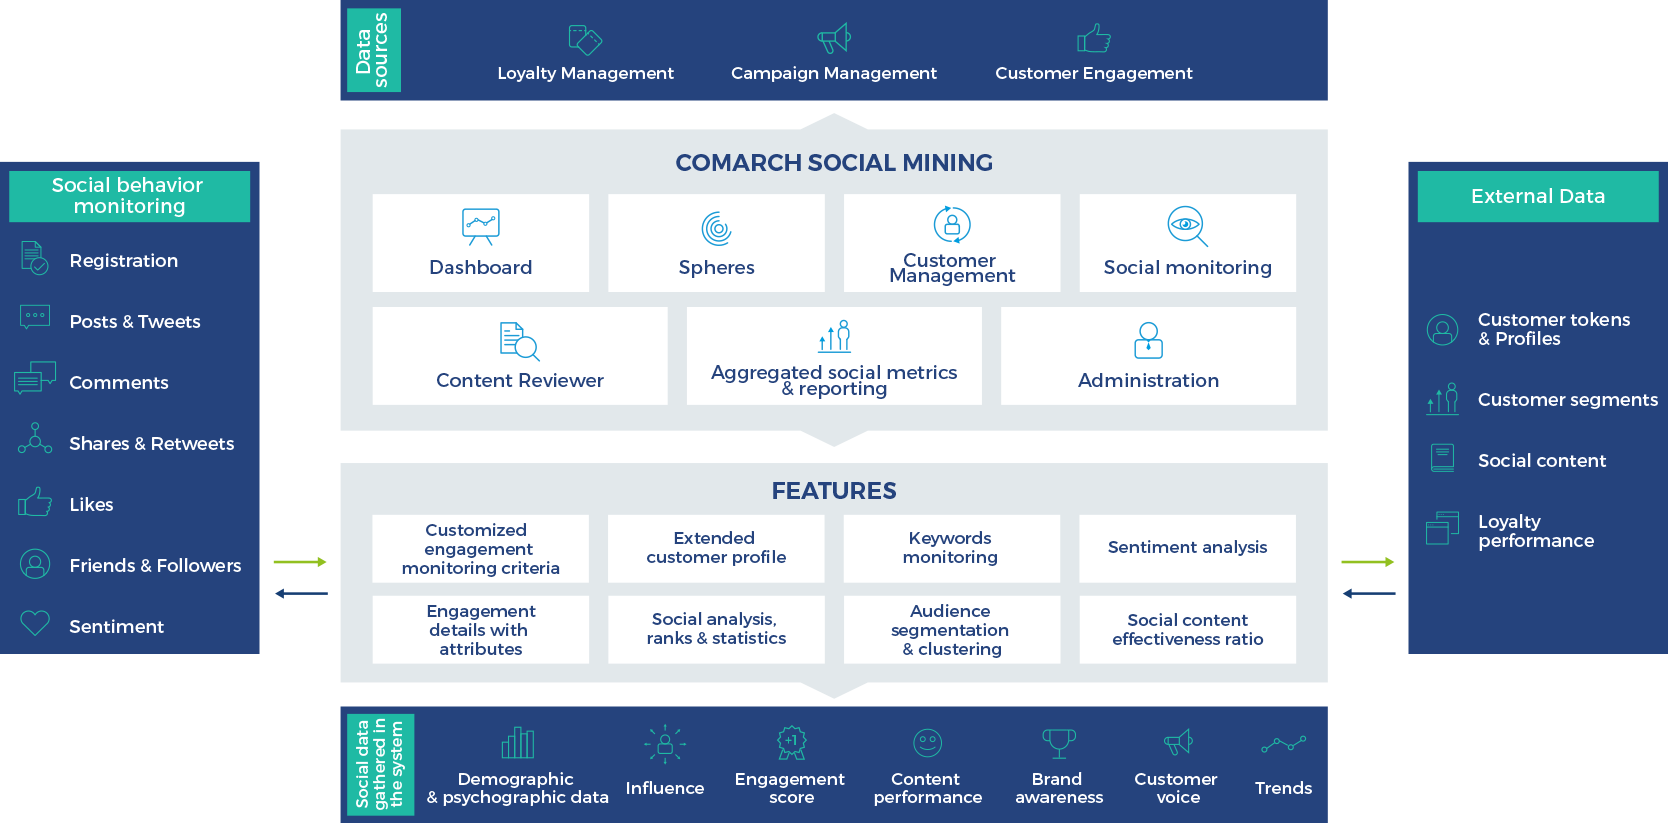 Data
sources
Loyalty Management
Campaign Management
Customer Engagement
Social behavior
monitoring
Registration
Posts & Tweets
Comments
Shares & Retweets
Likes
Friends & Followers
Sentiment
COMARCH SOCIAL MINING
Dashboard
Spheres
Customer
Management
Social monitoring
Content Reviewer
Aggregated social metrics
& reporting
Administration
FEATURES
Customized
engagement
monitoring criteria
Extended
customer profile
Keywords
monitoring
Sentiment analysis
Engagement
details with
attributes
Social analysis,
ranks & statistics
Audience
segmentation
& clustering
Social content
effectiveness ratio
External Data
Customer tokens
& Profiles
Customer segments
Social content
Loyalty
performance
Social data
gathered in
the system
Demographic
& psychographic data
Influence
+1
Engagement
score
Content
performance
Brand
awareness
Customer
voice
Trends